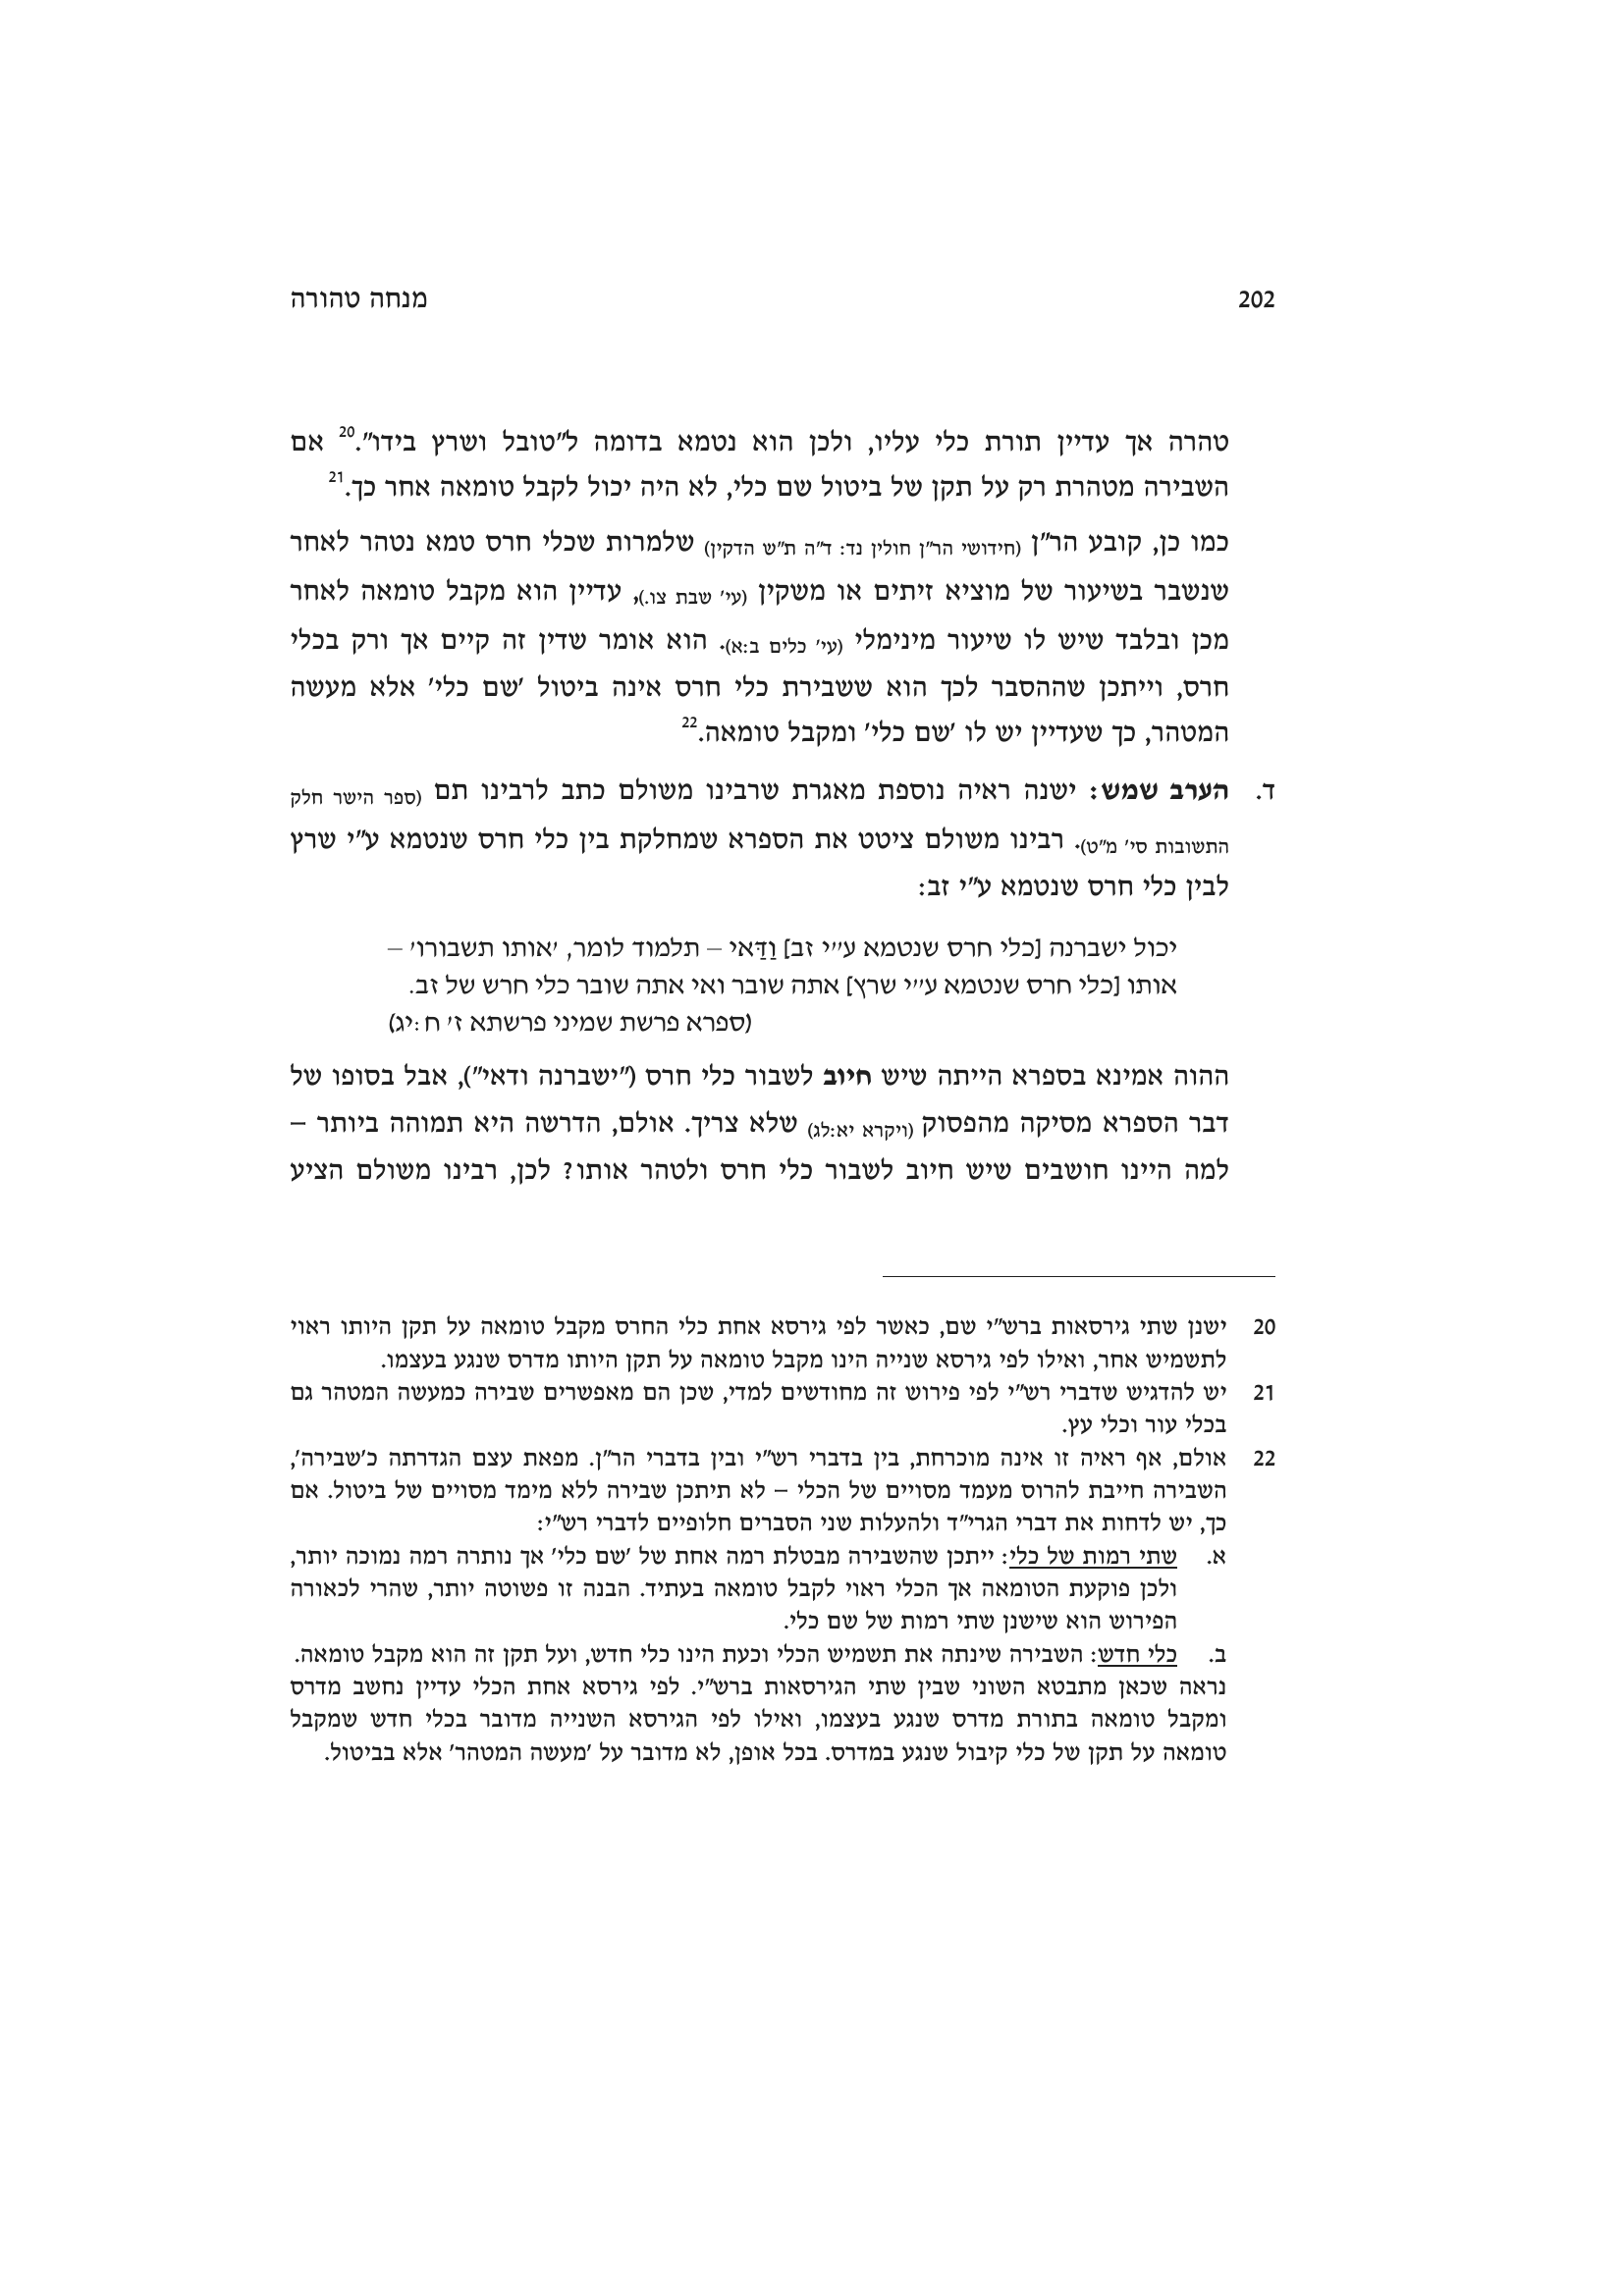 202 מנחה טהורה
טהרה אך עדיין תורת כלי עליו, ולכן הוא נטמא בדומה ל"טובל ושרץ בידו".20 אם
השבירה מטהרת רק על תקן של ביטול שם כלי, לא היה יכול לקבל טומאה אחר כך.21
כמו כן, קובע הר"ן (חידושי הר"ן חולין נד: ד"ה ת"ש הדקין) שלמרות שכלי חרס טמא נטהר לאחר
שנשבר בשיעור של מוציא זיתים או משקין (עי' שבת צו.), עדיין הוא מקבל טומאה לאחר
מכן ובלבד שיש לו שיעור מינימלי (עי' כלים ב:א). הוא אומר שדין זה קיים אך ורק בכלי
חרס, וייתכן שההסבר לכך הוא ששבירת כלי חרס אינה ביטול 'שם כלי' אלא מעשה
המטהר, כך שעדיין יש לו 'שם כלי' ומקבל טומאה.22
ד. הערב שמש: ישנה ראיה נוספת מאגרת שרבינו משולם כתב לרבינו תם (ספר הישר חלק
התשובות סי' מ"ט). רבינו משולם ציטט את הספרא שמחלקת בין כלי חרס שנטמא ע"י שרץ
לבין כלי חרס שנטמא ע"י זב:
יכול ישברנה [כלי חרס שנטמא ע"י זב] וַדַּאי – תלמוד לומר, 'אותו תשבורו' –
אותו [כלי חרס שנטמא ע"י שרץ] אתה שובר ואי אתה שובר כלי חרש של זב.
(ספרא פרשת שמיני פרשתא ז' ח:יג)
ההוה אמינא בספרא הייתה שיש חיוב לשבור כלי חרס ("ישברנה ודאי"), אבל בסופו של
דבר הספרא מסיקה מהפסוק (ויקרא יא:לג) שלא צריך. אולם, הדרשה היא תמוהה ביותר –
למה היינו חושבים שיש חיוב לשבור כלי חרס ולטהר אותו? לכן, רבינו משולם הציע
20 ישנן שתי גירסאות ברש"י שם, כאשר לפי גירסא אחת כלי החרס מקבל טומאה על תקן היותו ראוי
לתשמיש אחר, ואילו לפי גירסא שנייה הינו מקבל טומאה על תקן היותו מדרס שנגע בעצמו.
21 יש להדגיש שדברי רש"י לפי פירוש זה מחודשים למדי, שכן הם מאפשרים שבירה כמעשה המטהר גם
בכלי עור וכלי עץ.
22 אולם, אף ראיה זו אינה מוכרחת, בין בדברי רש"י ובין בדברי הר"ן. מפאת עצם הגדרתה כ'שבירה',
השבירה חייבת להרוס מעמד מסויים של הכלי – לא תיתכן שבירה ללא מימד מסויים של ביטול. אם
כך, יש לדחות את דברי הגרי"ד ולהעלות שני הסברים חלופיים לדברי רש"י:
א. שתי רמות של כלי: ייתכן שהשבירה מבטלת רמה אחת של 'שם כלי' אך נותרה רמה נמוכה יותר,
ולכן פוקעת הטומאה אך הכלי ראוי לקבל טומאה בעתיד. הבנה זו פשוטה יותר, שהרי לכאורה
הפירוש הוא שישנן שתי רמות של שם כלי.
ב. כלי חדש: השבירה שינתה את תשמיש הכלי וכעת הינו כלי חדש, ועל תקן זה הוא מקבל טומאה.
נראה שכאן מתבטא השוני שבין שתי הגירסאות ברש"י. לפי גירסא אחת הכלי עדיין נחשב מדרס
ומקבל טומאה בתורת מדרס שנגע בעצמו, ואילו לפי הגירסא השנייה מדובר בכלי חדש שמקבל
טומאה על תקן של כלי קיבול שנגע במדרס. בכל אופן, לא מדובר על 'מעשה המטהר' אלא בביטול.